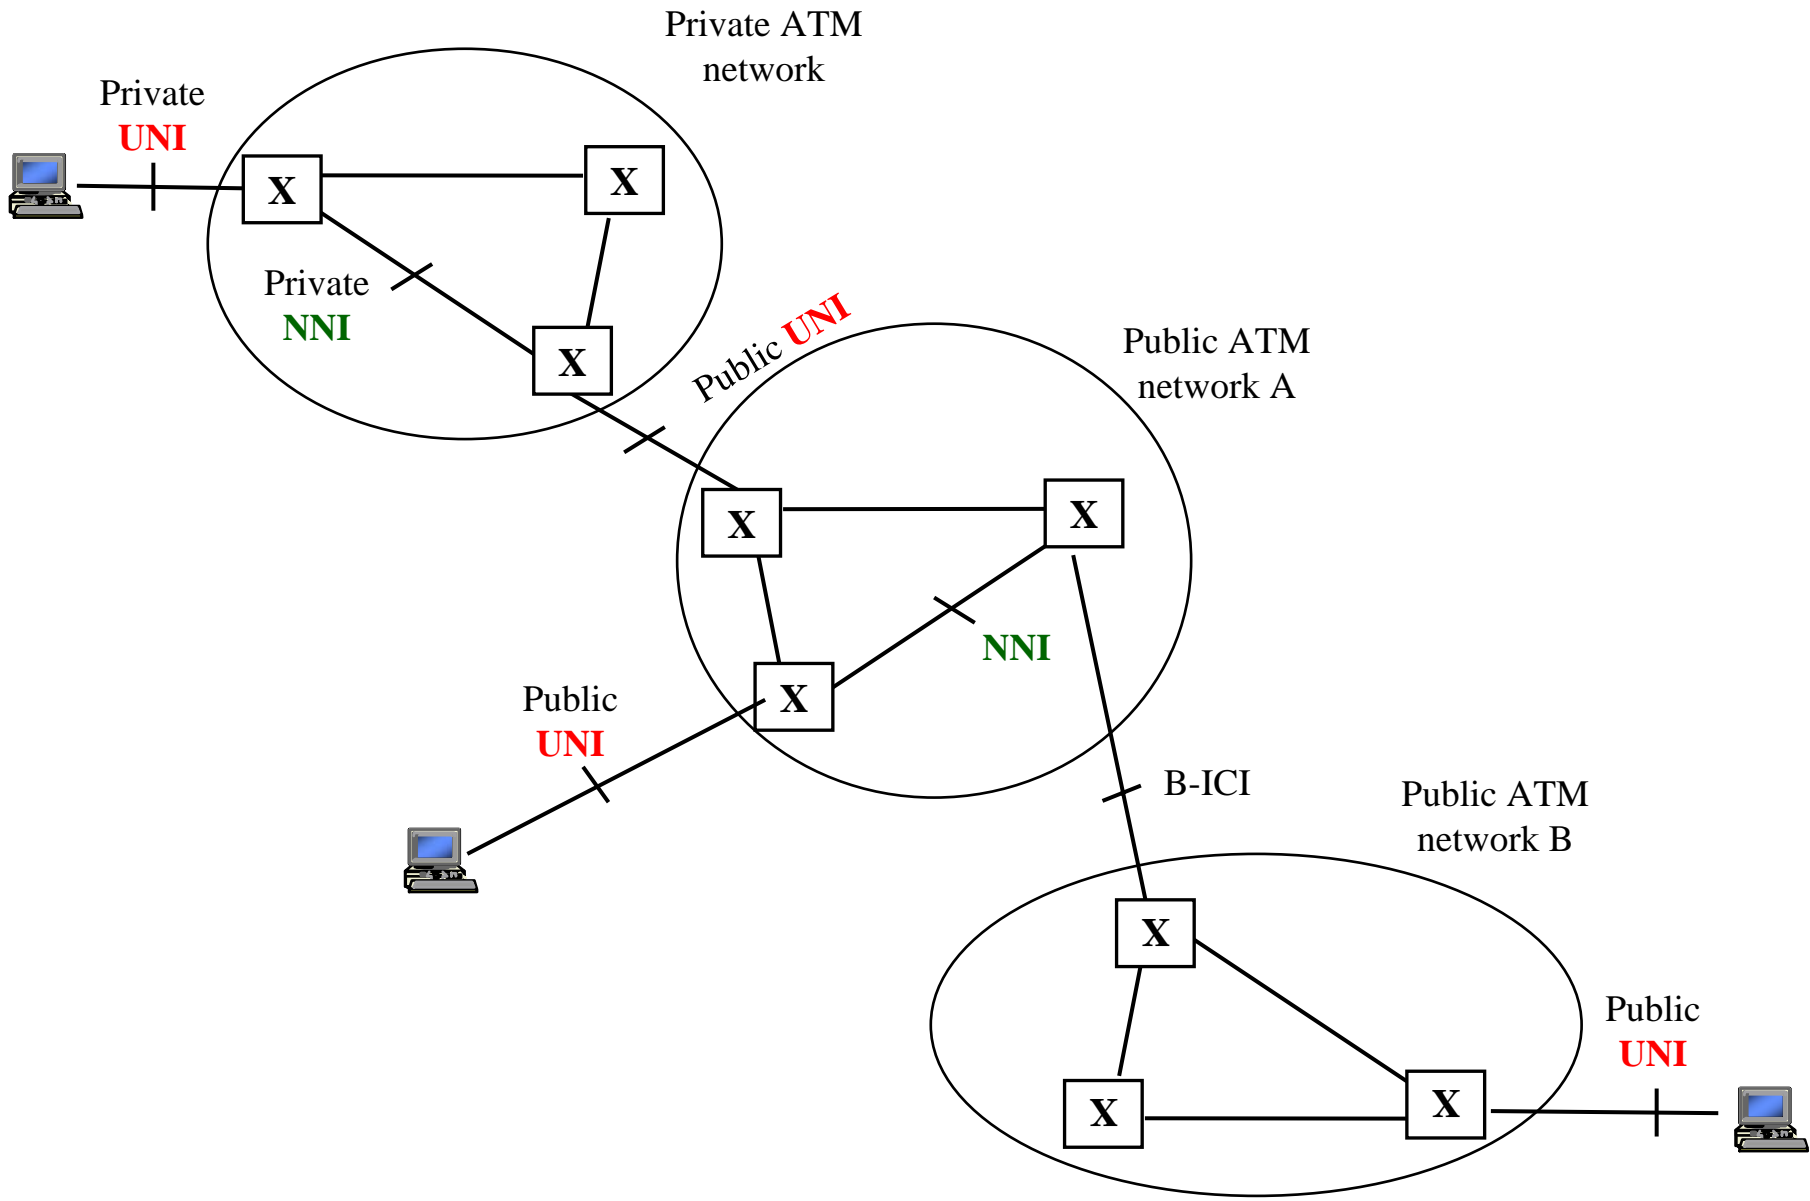 Private ATM
network
Private
UNI
X
X
Private
NNI
X
Public UNI
Public ATM
network A
X
X
NNI
X
Public
UNI
B-ICI
Public ATM
network B
X
Public
UNI
X
X